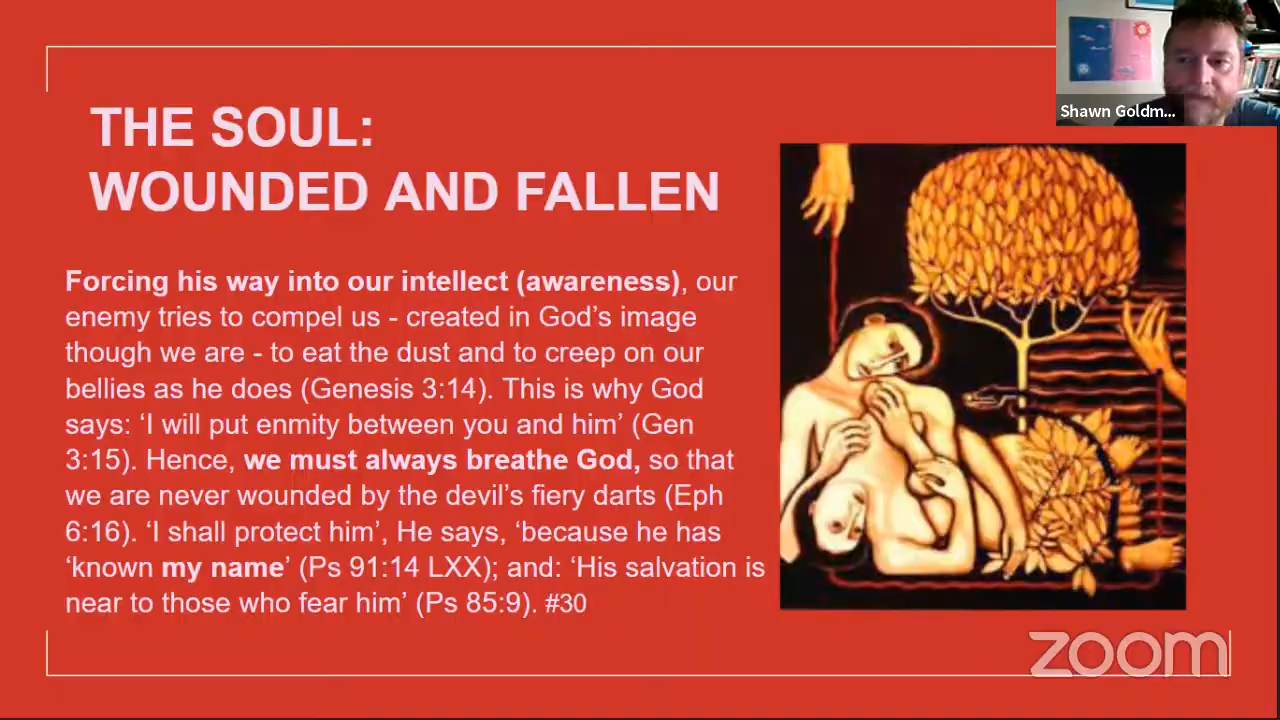 Shawn Goldm...
THE SOUL:
WOUNDED AND FALLEN
Forcing his way into our intellect (awareness), our
enemy tries to compel us - created in God’s image
though we are - to eat the dust and to creep on our
bellies as he does (Genesis 3:14). This is why God
says: ‘I will put enmity between you and him’ (Gen
3:15). Hence, we must always breathe God, so that
we are never wounded by the devil’s fiery darts (Eph
6:16). ‘I shall protect him’, He says, ‘because he has
‘known my name’ (Ps 91:14 LXX); and: ‘His salvation is
near to those who fear him’ (Ps 85:9). #30
zoom